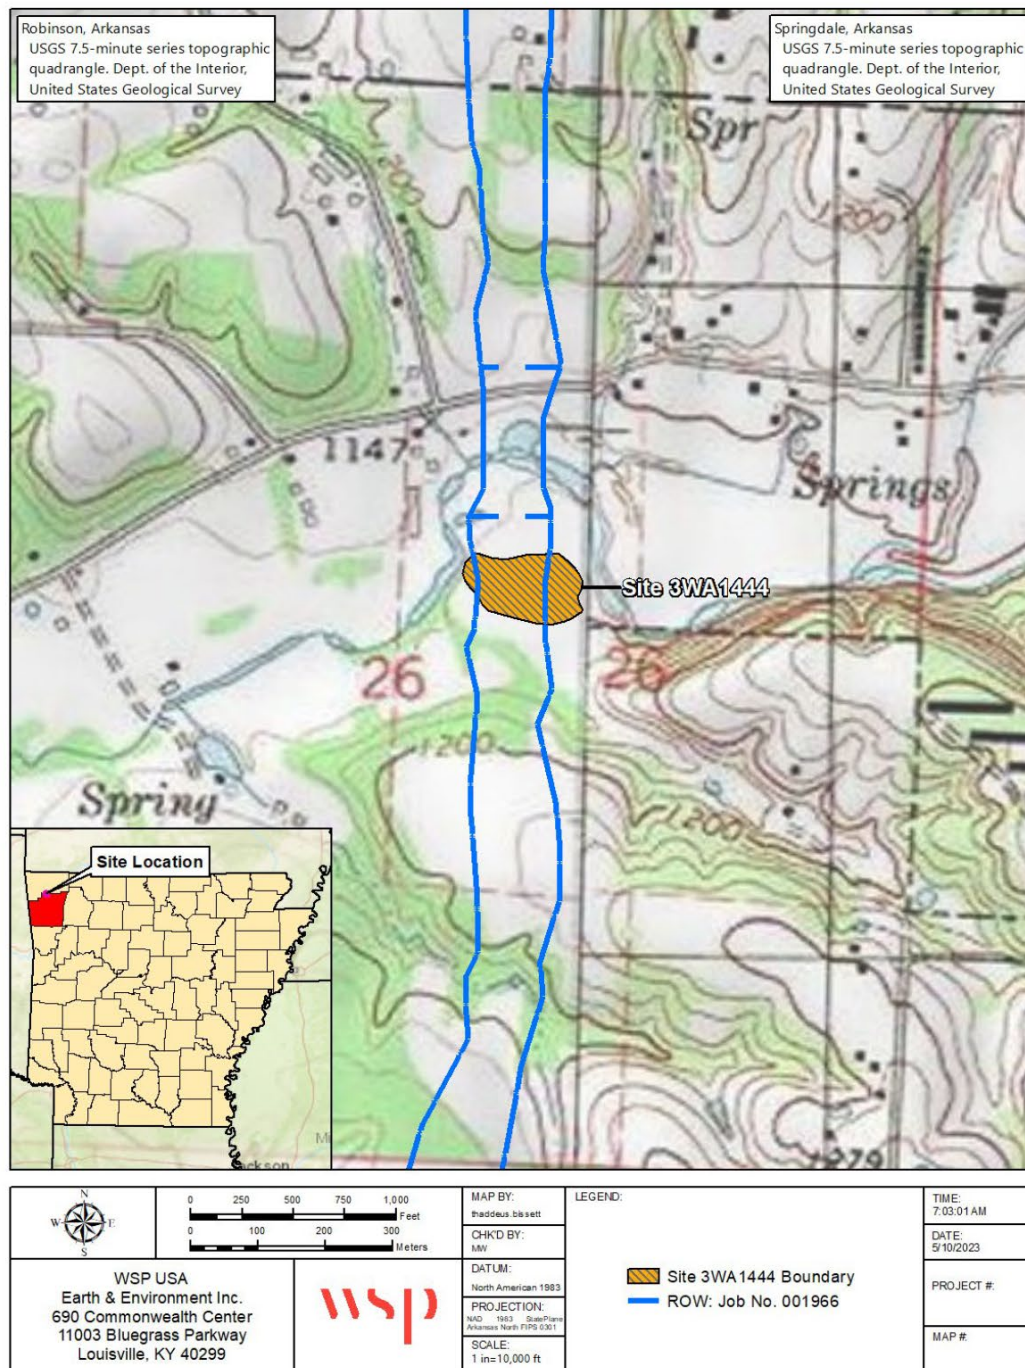 Robinson, Arkansas
USGS 7.5-minute series topographic
quadrangle. Dept. of the Interior,
United States Geological Survey
Springdale, Arkansas
USGS 7.5-minute series topographic
quadrangle. Dept. of the Interior,
United States Geological Survey
Spr
1200
1200
1147
Springs
Site 3WA1444
26
26
1200
1200
Spring
Site Location
Mi
ckson
1279
N
W
E
S
0 250 500 750 1,000
Feet
0 100 200 300
Meters
MAP BY:
thaddeus.bissett
CHK'D BY:
MW
DATUM:
North American 1983
PROJECTION:
NAD 1983 StatePlane
Arkansas North FIPS 0301
SCALE:
1 in=10,000 ft
LEGEND:
Site 3WA1444 Boundary
ROW: Job No. 001966
TIME:
7:03:01 AM
DATE:
5/10/2023
PROJECT #:
MAP #:
WSP USA
Earth & Environment Inc.
690 Commonwealth Center
11003 Bluegrass Parkway
Louisville, KY 40299
wsp